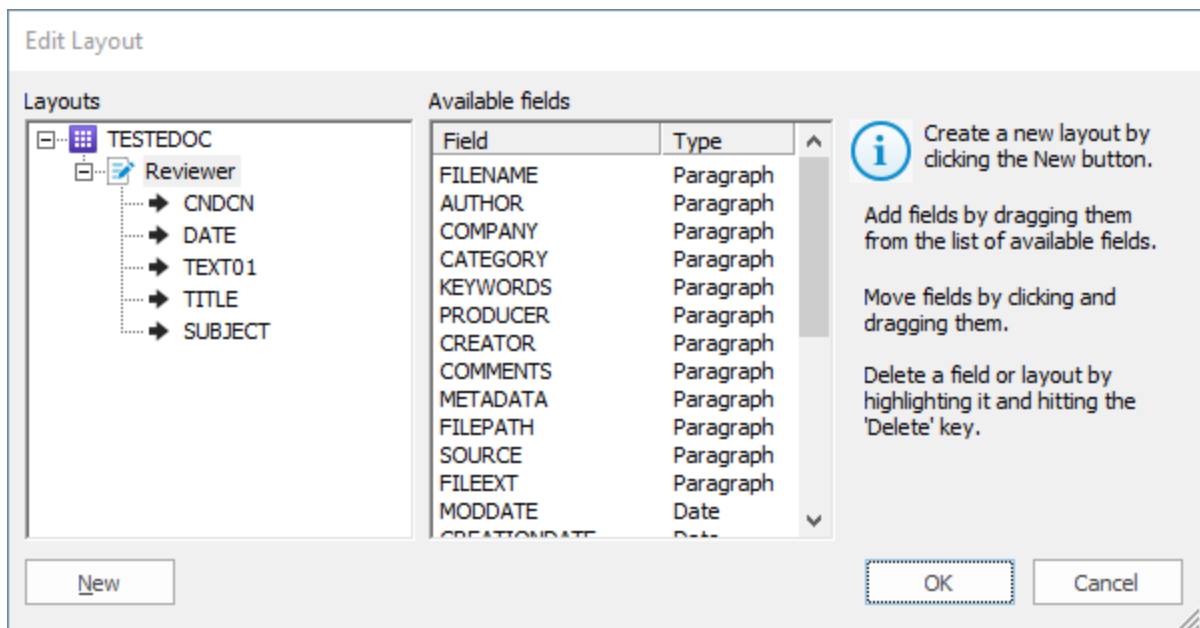 Edit Layout
Layouts
TESTEDOC
Reviewer
CNDCN
DATE
TEXT01
TITLE
SUBJECT
New
Available fields
Field Type
FILENAME Paragraph
AUTHOR Paragraph
COMPANY Paragraph
CATEGORY Paragraph
KEYWORDS Paragraph
PRODUCER Paragraph
CREATOR Paragraph
COMMENTS Paragraph
METADATA Paragraph
FILEPATH Paragraph
SOURCE Paragraph
FILEEXT Paragraph
MODDATE Date
CREATIONDATE Date
Create a new layout by
clicking the New button.
Add fields by dragging them
from the list of available fields.
Move fields by clicking and
dragging them.
Delete a field or layout by
highlighting it and hitting the
'Delete' key.
OK
Cancel